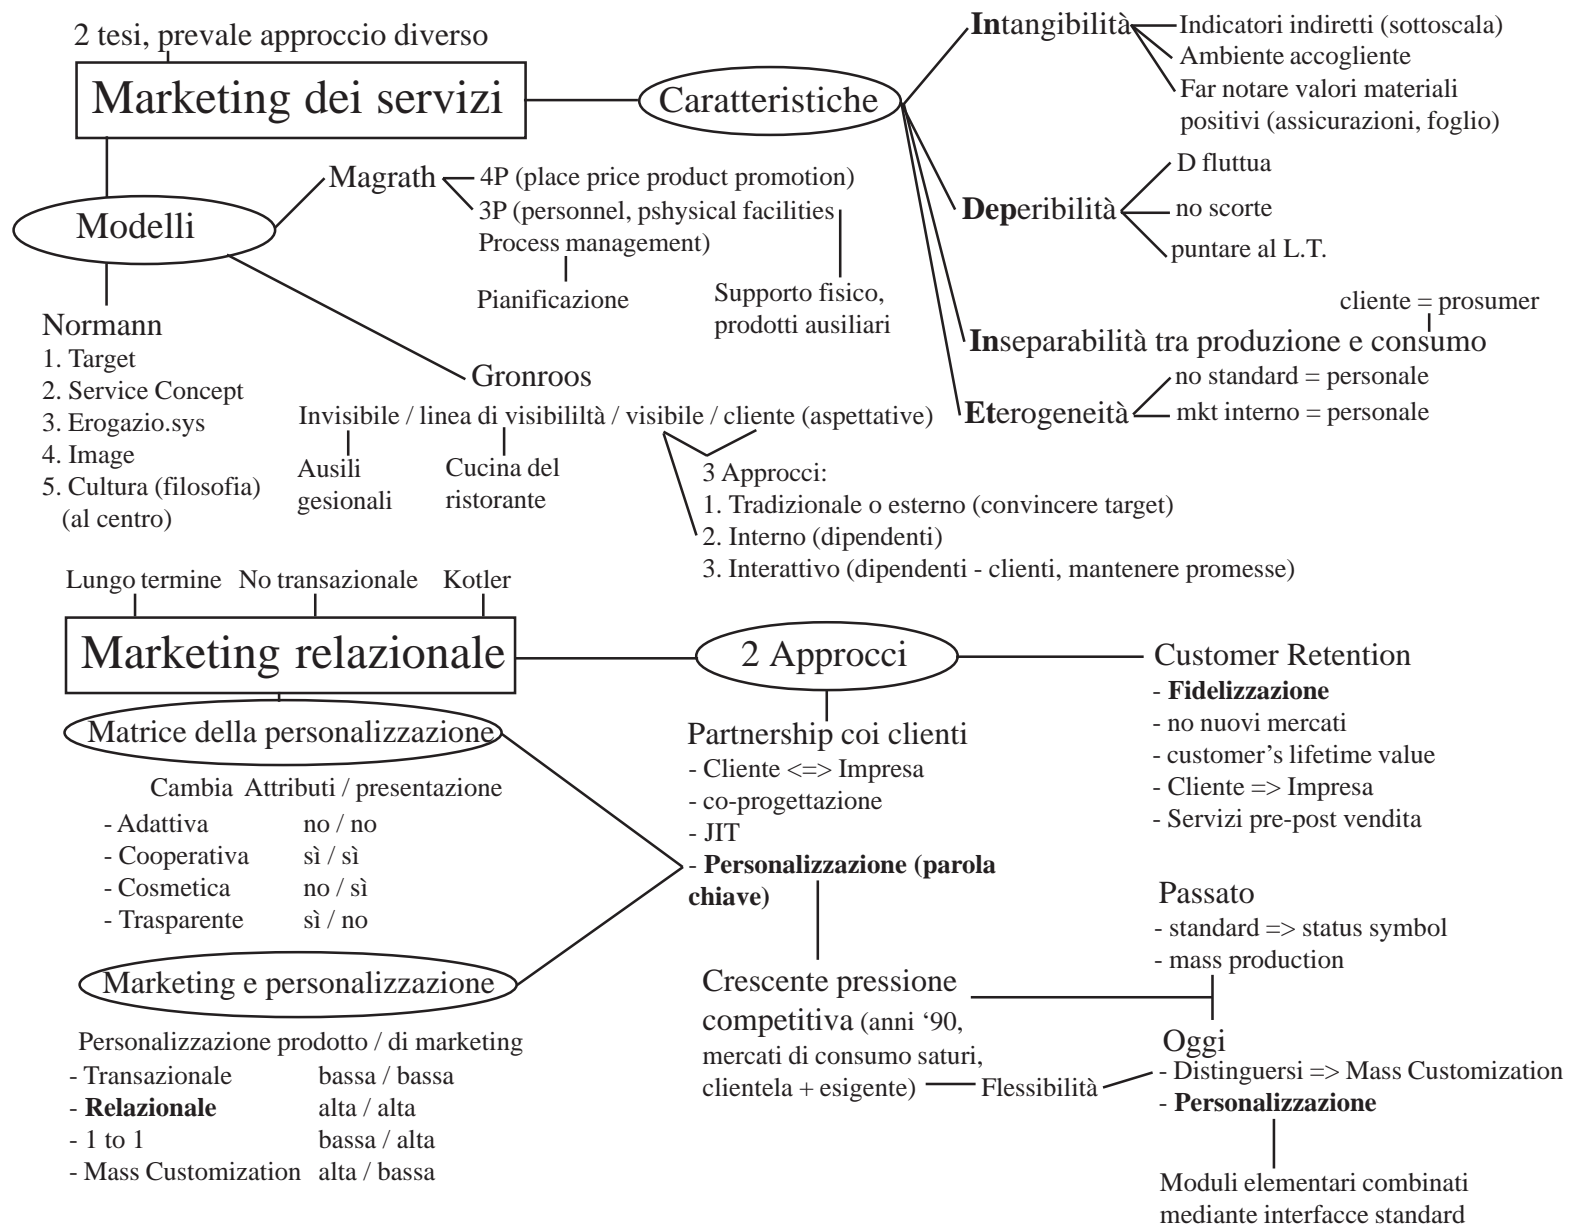 2 tesi, prevale approccio diverso
Marketing dei servizi
Caratteristiche
Intangibilità
Indicatori indiretti (sottoscala)
Ambiente accogliente
Far notare valori materiali
positivi (assicurazioni, foglio)
Deperibilità
D fluttua
no scorte
puntare al L.T.
cliente = prosumer
Inseparabilità tra produzione e consumo
Eterogeneità
no standard = personale
mkt interno = personale
Modelli
Magrath
4P (place price product promotion)
3P (personnel, pshysical facilities
Process management)
Pianificazione
Supporto fisico,
prodotti ausiliari
Normann
1. Target
2. Service Concept
3. Erogazio.sys
4. Image
5. Cultura (filosofia)
(al centro)
Gronroos
Invisibile / linea di visibililtà / visibile / cliente (aspettative)
Ausili
gesionali
Cucina del
ristorante
3 Approcci:
1. Tradizionale o esterno (convincere target)
2. Interno (dipendenti)
3. Interattivo (dipendenti - clienti, mantenere promesse)
Lungo termine
No transazionale
Kotler
Marketing relazionale
2 Approcci
Customer Retention
- Fidelizzazione
- no nuovi mercati
- customer’s lifetime value
- Cliente => Impresa
- Servizi pre-post vendita
Partnership coi clienti
- Cliente <=> Impresa
- co-progettazione
- JIT
- Personalizzazione (parola
chiave)
Matrice della personalizzazione
Cambia Attributi / presentazione
- Adattiva no / no
- Cooperativa sì / sì
- Cosmetica no / sì
- Trasparente sì / no
Marketing e personalizzazione
Personalizzazione prodotto / di marketing
- Transazionale bassa / bassa
- Relazionale alta / alta
- 1 to 1 bassa / alta
- Mass Customization alta / bassa
Crescente pressione
competitiva (anni ‘90,
mercati di consumo saturi,
clientela + esigente)
Flessibilità
Passato
- standard => status symbol
- mass production
Oggi
- Distinguersi => Mass Customization
- Personalizzazione
Moduli elementari combinati
mediante interfacce standard